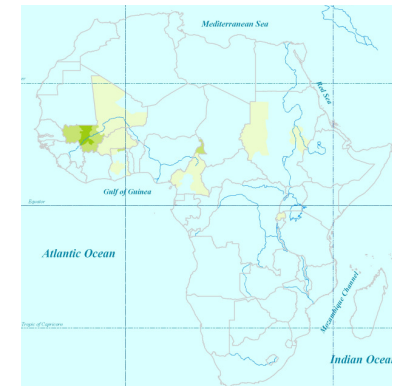 Mediterranean Sea
Red Sea
Gulf of Guinea
Equator
Atlantic Ocean
Mozambique Channel
Tropic of Capricorn
Indian Ocea